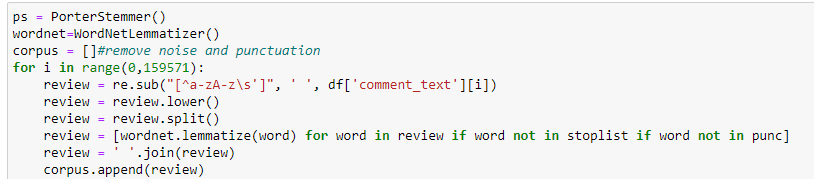 ps = PorterStemmer()
wordnet=WordNetLemmatizer()
corpus = []#remove noise and punctuation
for i in range(0,159571):
    review = re.sub("[^a-zA-z\s']", ' ', df['comment_text'][i])
    review = review.lower()
    review = review.split()
    review = [wordnet.lemmatize(word) for word in review if word not in stoplist if word not in punc]
    review = ' '.join(review)
    corpus.append(review)